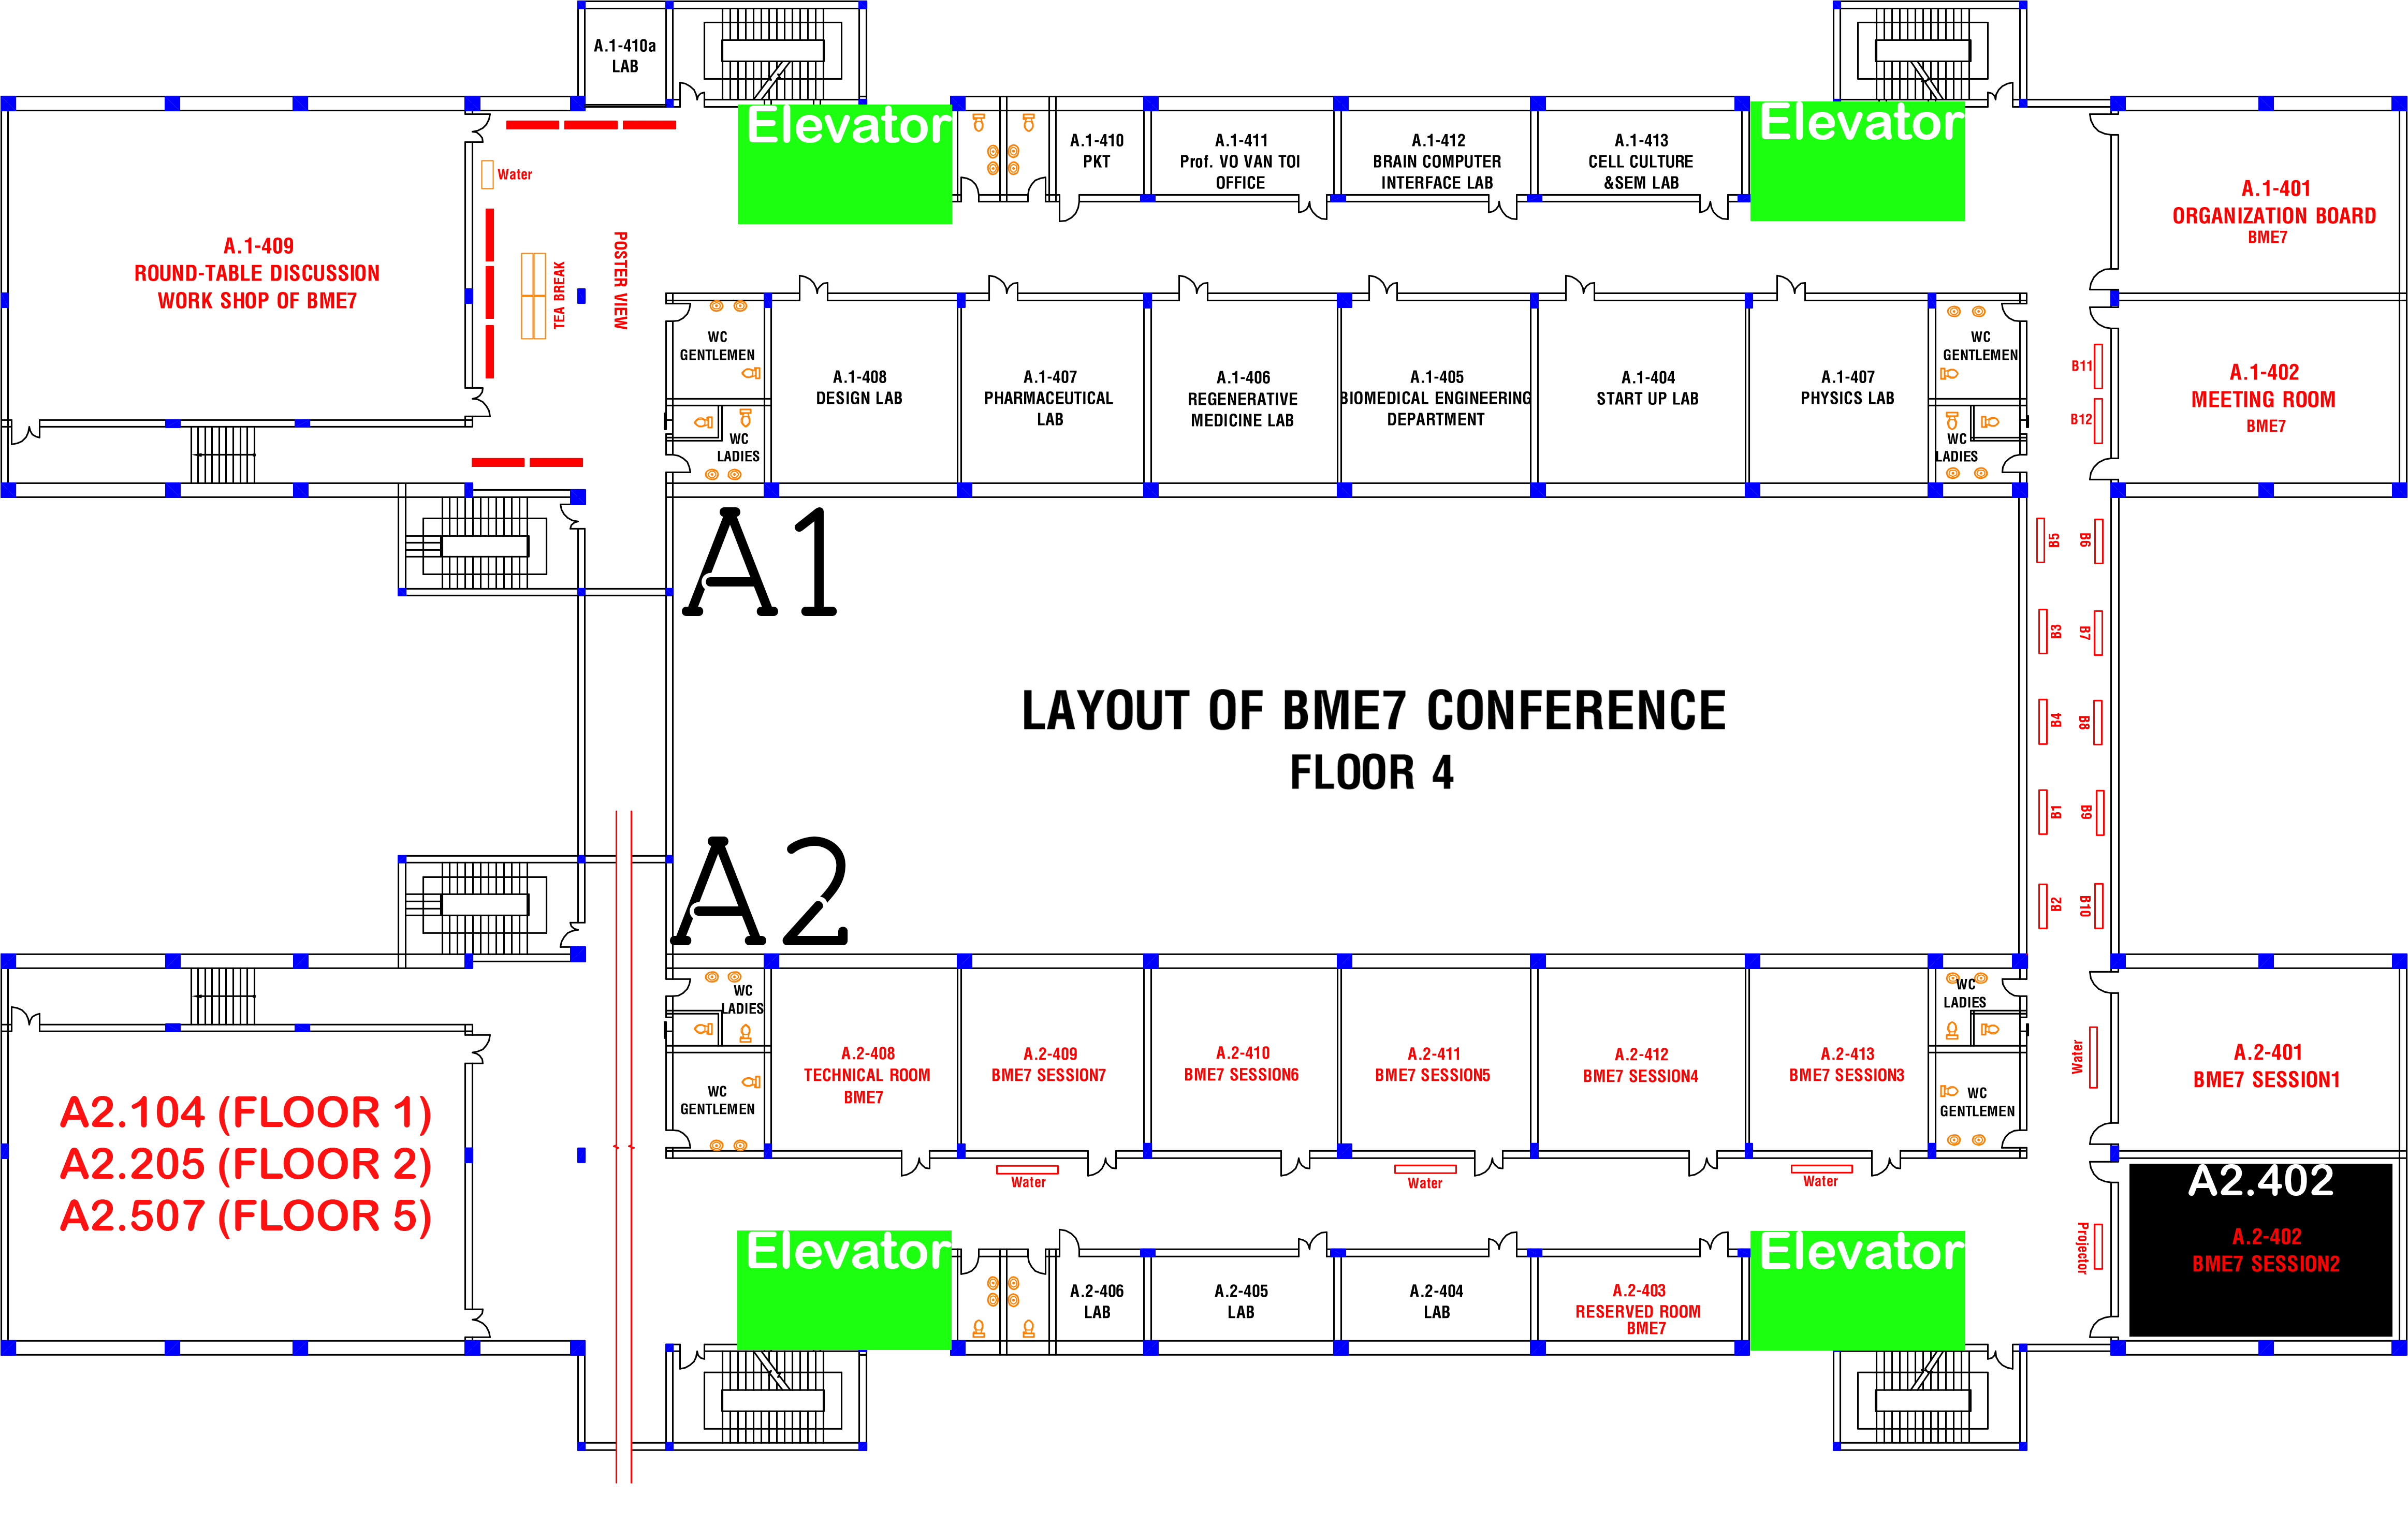 A.1-410a
LAB
Elevator
A.1-410
PKT
A.1-411
Prof. VO VAN TOI
OFFICE
A.1-412
BRAIN COMPUTER
INTERFACE LAB
A.1-413
CELL CULTURE
&SEM LAB
Elevator
A.1-401
ORGANIZATION BOARD
BME7
A.1-409
ROUND-TABLE DISCUSSION
WORK SHOP OF BME7
Water
TEA BREAK
POSTER VIEW
WC
GENTLEMEN
WC
LADIES
A.1-408
DESIGN LAB
A.1-407
PHARMACEUTICAL
LAB
A.1-406
REGENERATIVE
MEDICINE LAB
A.1-405
BIOMEDICAL ENGINEERING
DEPARTMENT
A.1-404
START UP LAB
A.1-407
PHYSICS LAB
WC
GENTLEMEN
WC
LADIES
B11
B12
A.1-402
MEETING ROOM
BME7
A1
B5
B6
B3
B7
LAYOUT OF BME7 CONFERENCE
FLOOR 4
B4
B8
B1
B9
A2
B2
B10
WC
LADIES
WC
GENTLEMEN
A.2-408
TECHNICAL ROOM
BME7
A.2-409
BME7 SESSION7
A.2-410
BME7 SESSION6
A.2-411
BME7 SESSION5
A.2-412
BME7 SESSION4
A.2-413
BME7 SESSION3
WC
LADIES
WC
GENTLEMEN
Water
A.2-401
BME7 SESSION1
A2.104 (FLOOR 1)
A2.205 (FLOOR 2)
A2.507 (FLOOR 5)
Water
Water
Water
A2.402
A.2-402
BME7 SESSION2
Projector
Elevator
A.2-406
LAB
A.2-405
LAB
A.2-404
LAB
A.2-403
RESERVED ROOM
BME7
Elevator